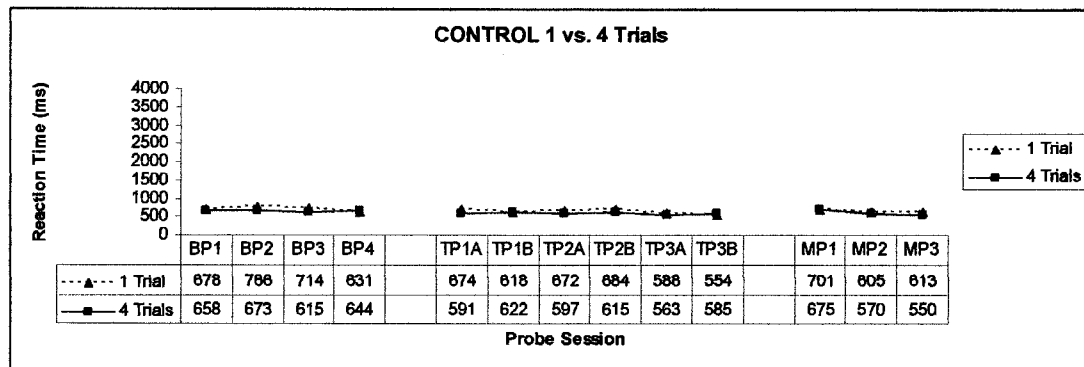 CONTROL 1 vs. 4 Trials
Reaction Time (ms)
4000
3500
3000
2500
2000
1500
1000
500
0
BP1 BP2 BP3 BP4 TP1A TP1B TP2A TP2B TP3A TP3B MP1 MP2 MP3
1 Trial 678 766 714 631 674 618 672 684 588 554 701 605 613
4 Trials 658 673 615 644 591 622 597 615 563 585 675 570 550
Probe Session
1 Trial
4 Trials